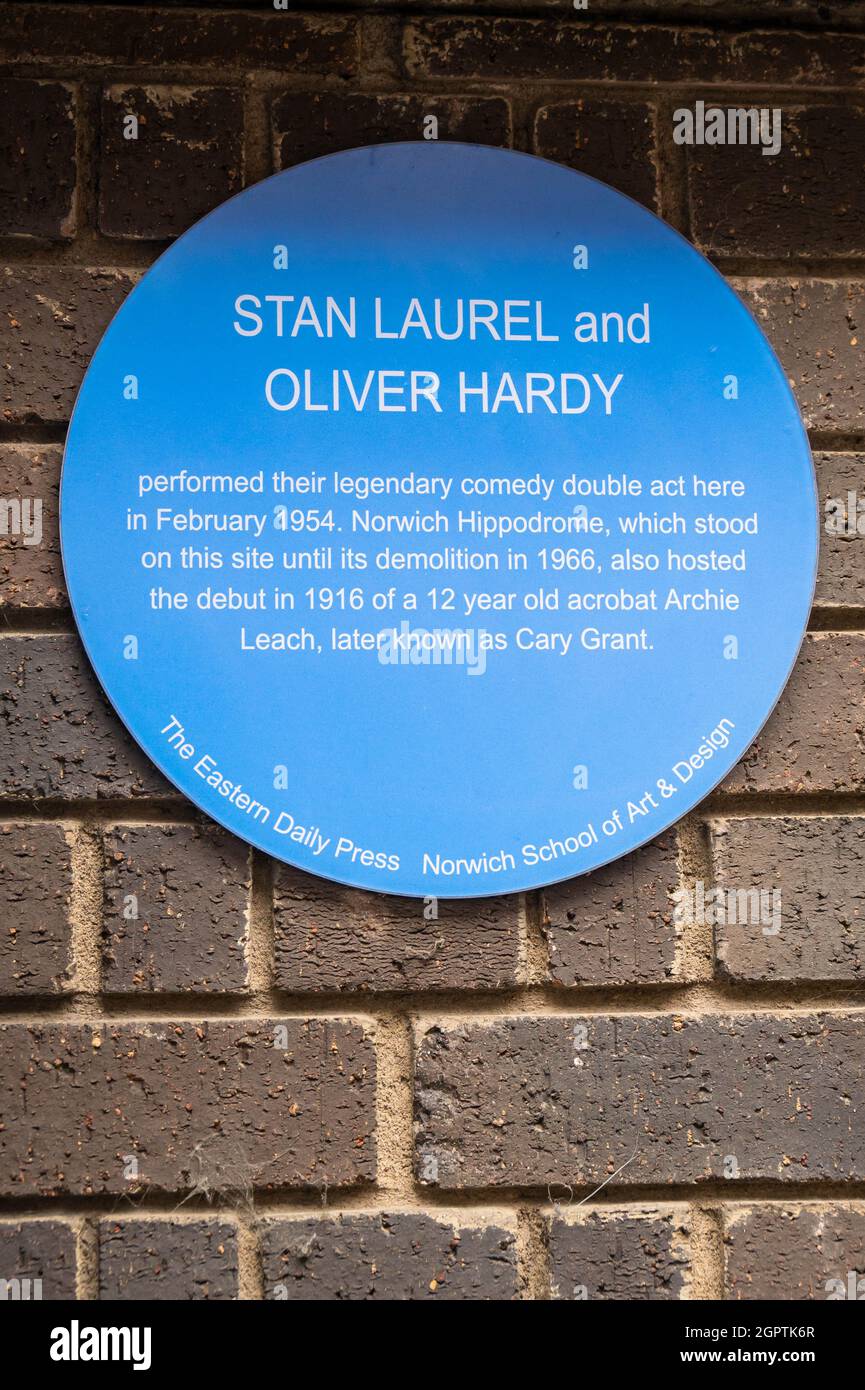 STAN LAUREL and
OLIVER HARDY
performed their legendary comedy double act here
in February 1954. Norwich Hippodrome, which stood
on this site until its demolition in 1966, also hosted
the debut in 1916 of a 12 year old acrobat Archie
Leach, later known as Cary Grant.
The Eastern Daily Press Norwich School of Art & Design
alamy
alamy
Image ID: 2GPTK6R
www.alamy.com